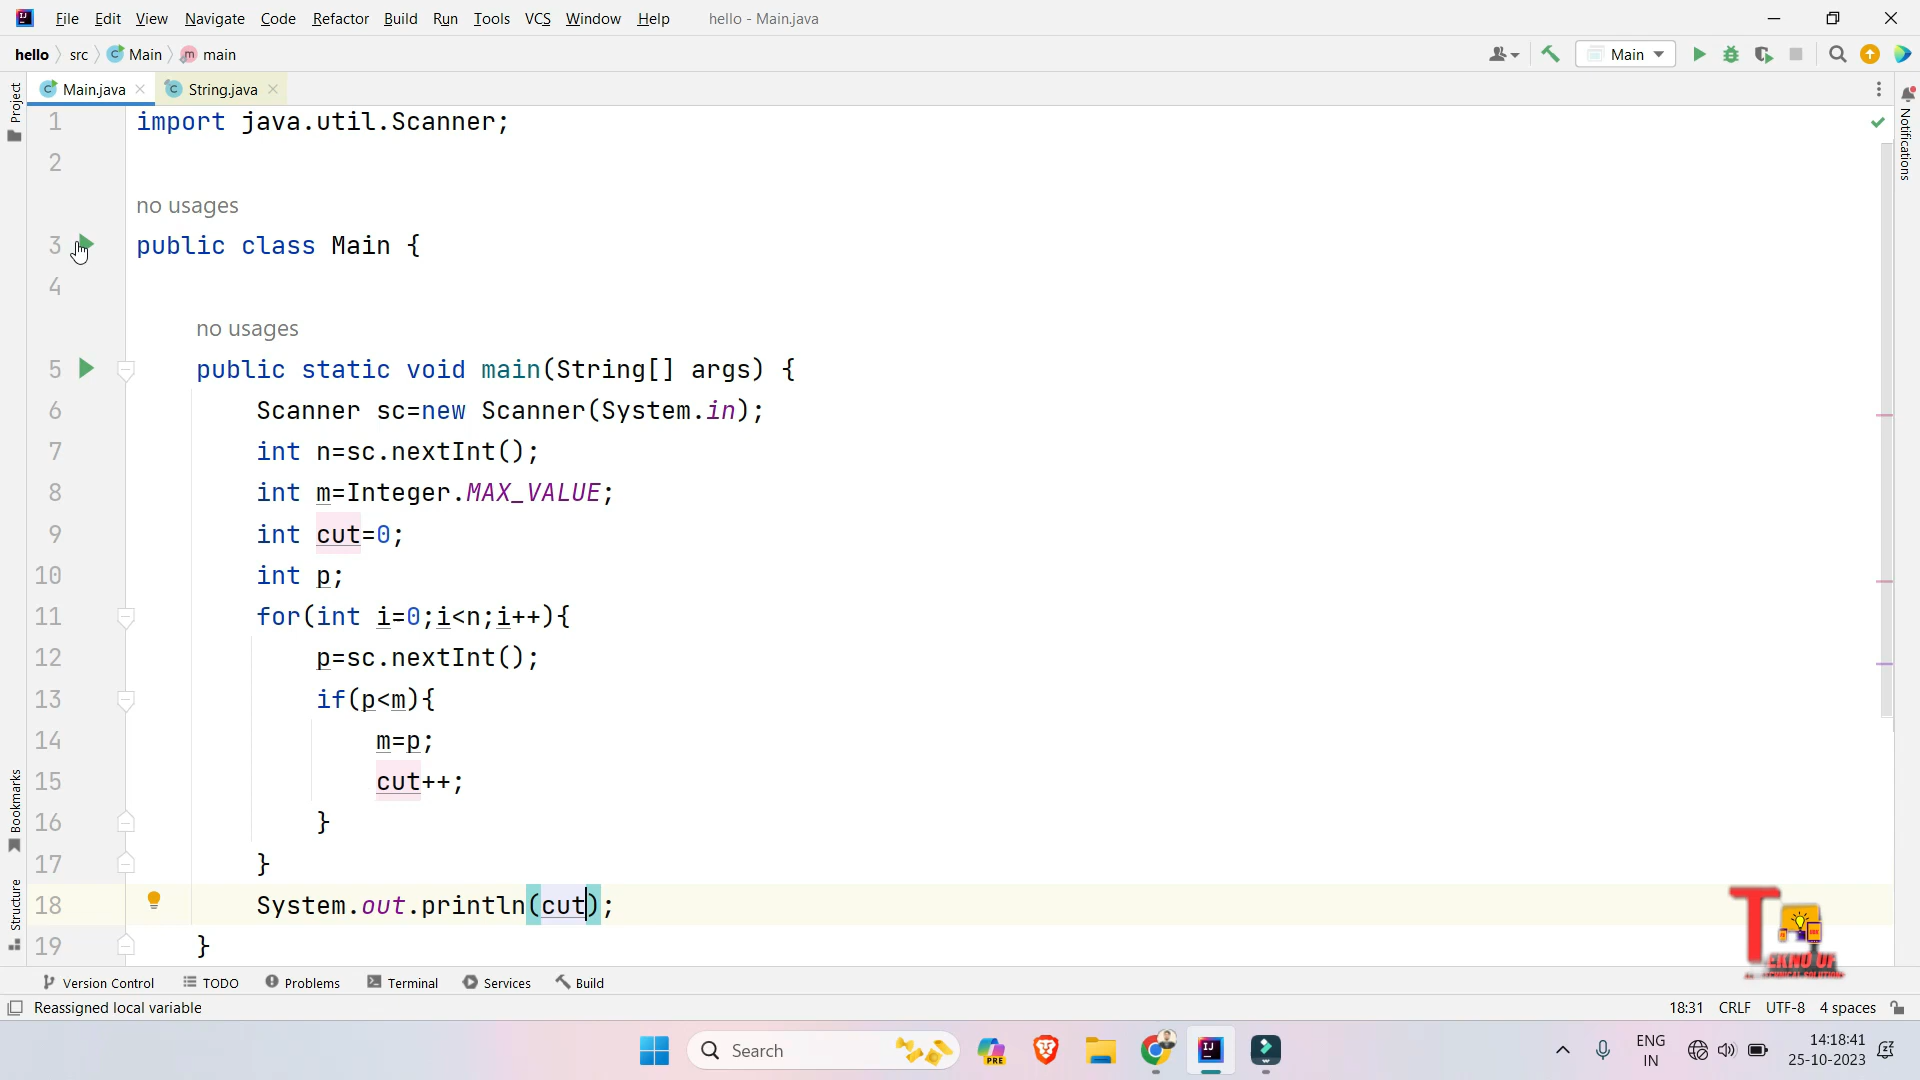 File Edit View Navigate Code Refactor Build Run Tools VCS Window Help hello - Main.java
hello src Main main Main
Project
Main.java String.java
Notifications
1 import java.util.Scanner;
2
no usages
3 public class Main {
4
no usages
5 public static void main(String[] args) {
6 Scanner sc=new Scanner(System.in);
7 int n=sc.nextInt();
8 int m=Integer.MAX_VALUE;
9 int cut=0;
10 int p;
11 for(int i=0;i<n;i++){
12 p=sc.nextInt();
13 if(p<m){
14 m=p;
15 cut++;
16 }
17 }
18 System.out.println(cut);
19 }
Bookmarks
Structure
Version Control TODO Problems Terminal Services Build
Reassigned local variable 18:31 CRLF UTF-8 4 spaces
Search PRE ENG 14:18:41
IN 25-10-2023